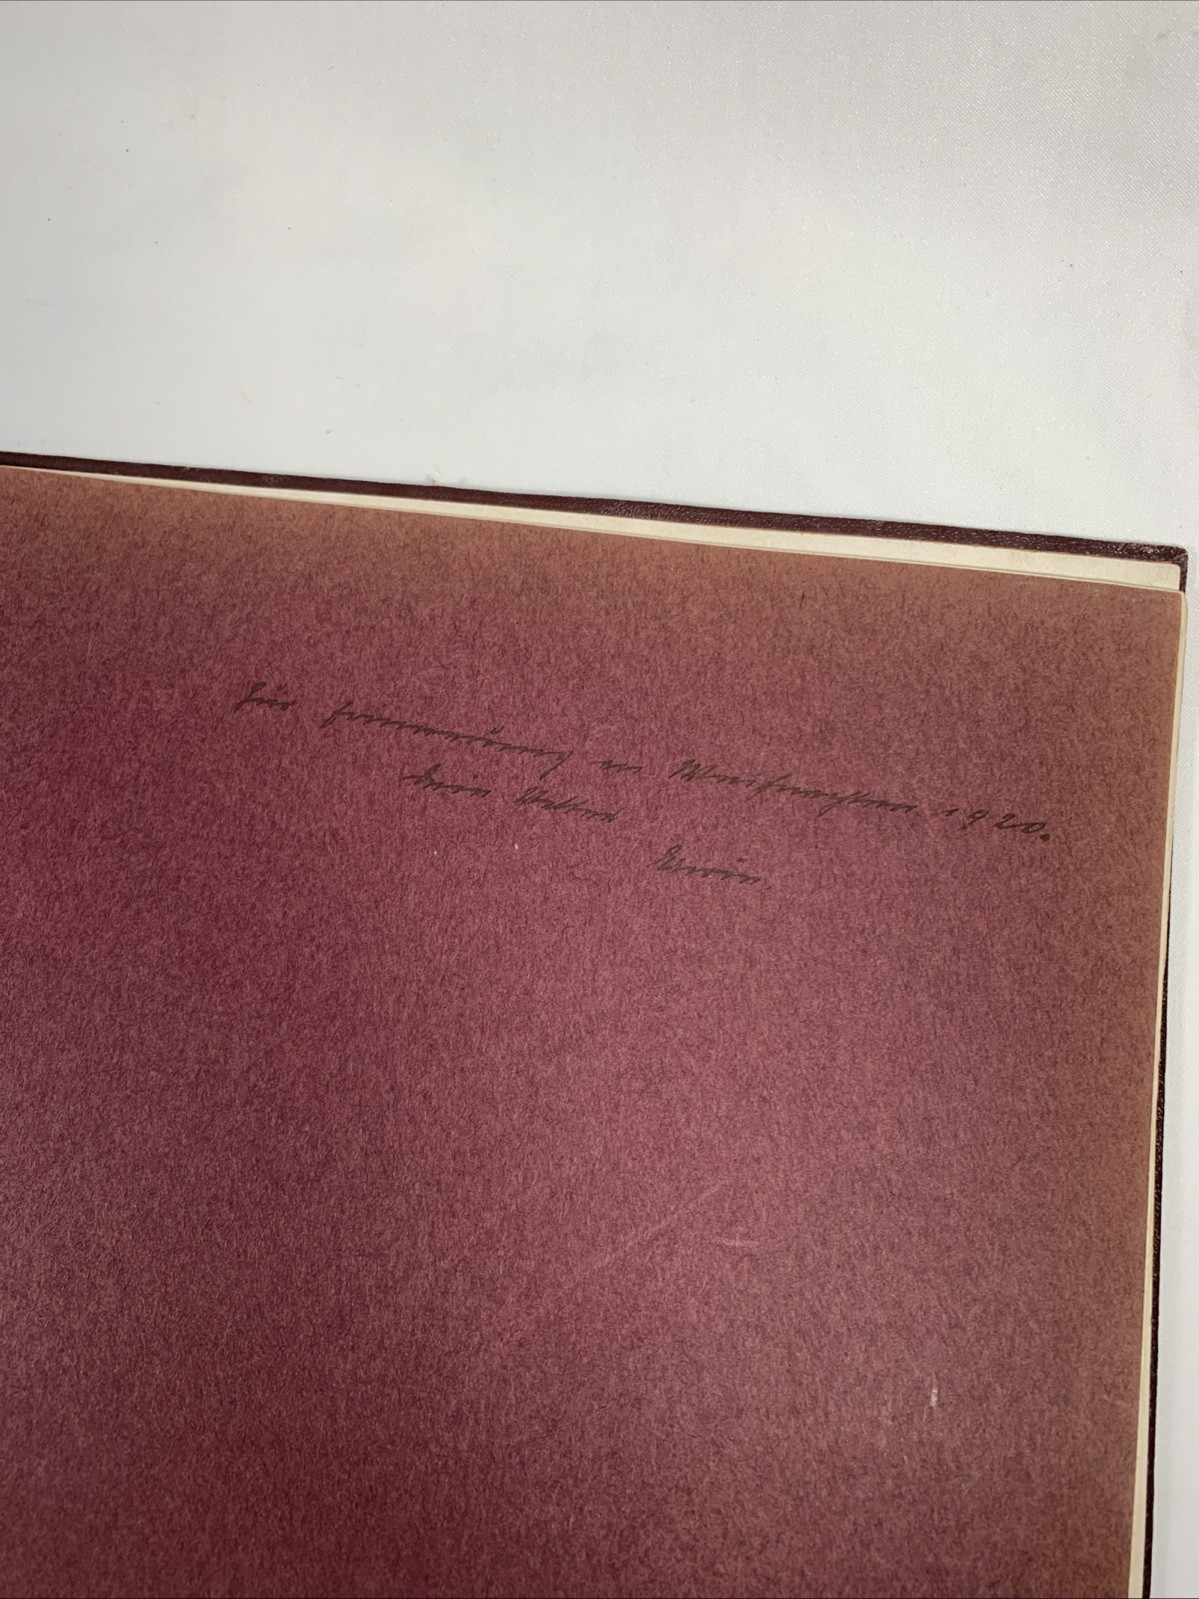 Zur Erinnerung an Weihnachten 1920.
Erwin.